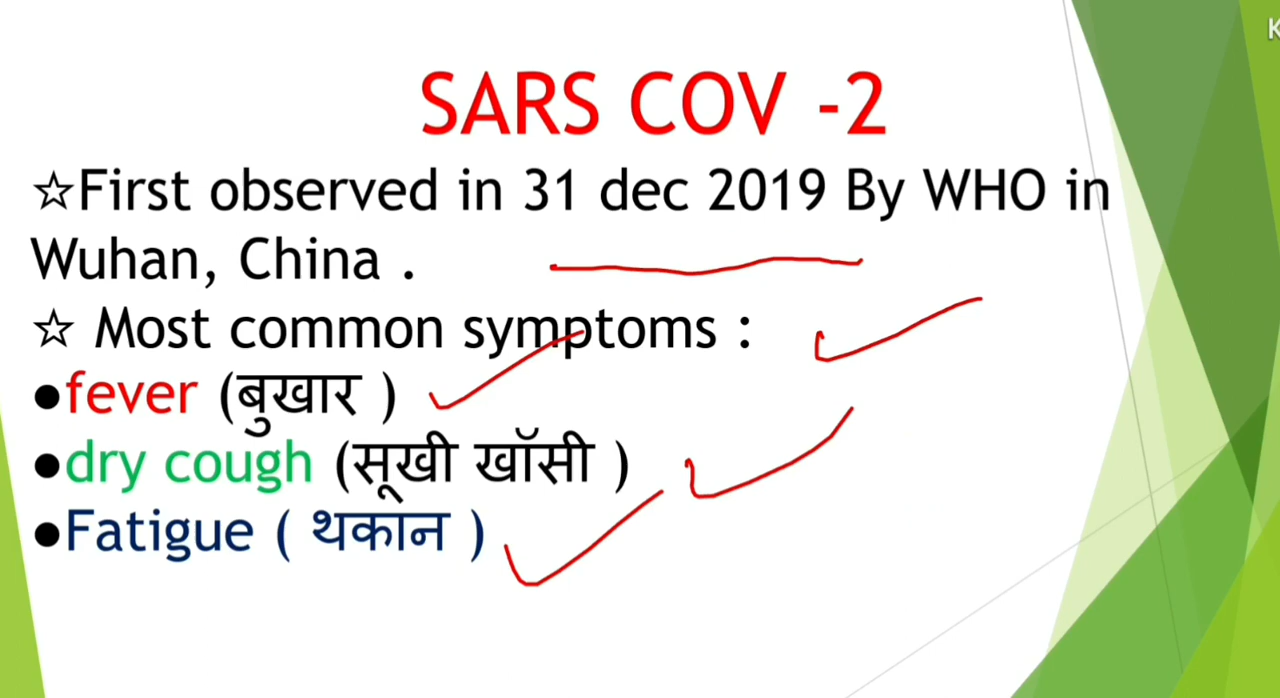 SARS COV -2
☆First observed in 31 dec 2019 By WHO in
Wuhan, China .
☆ Most common symptoms :
●fever (बुखार )
●dry cough (सूखी खॉसी )
●Fatigue ( थकान )